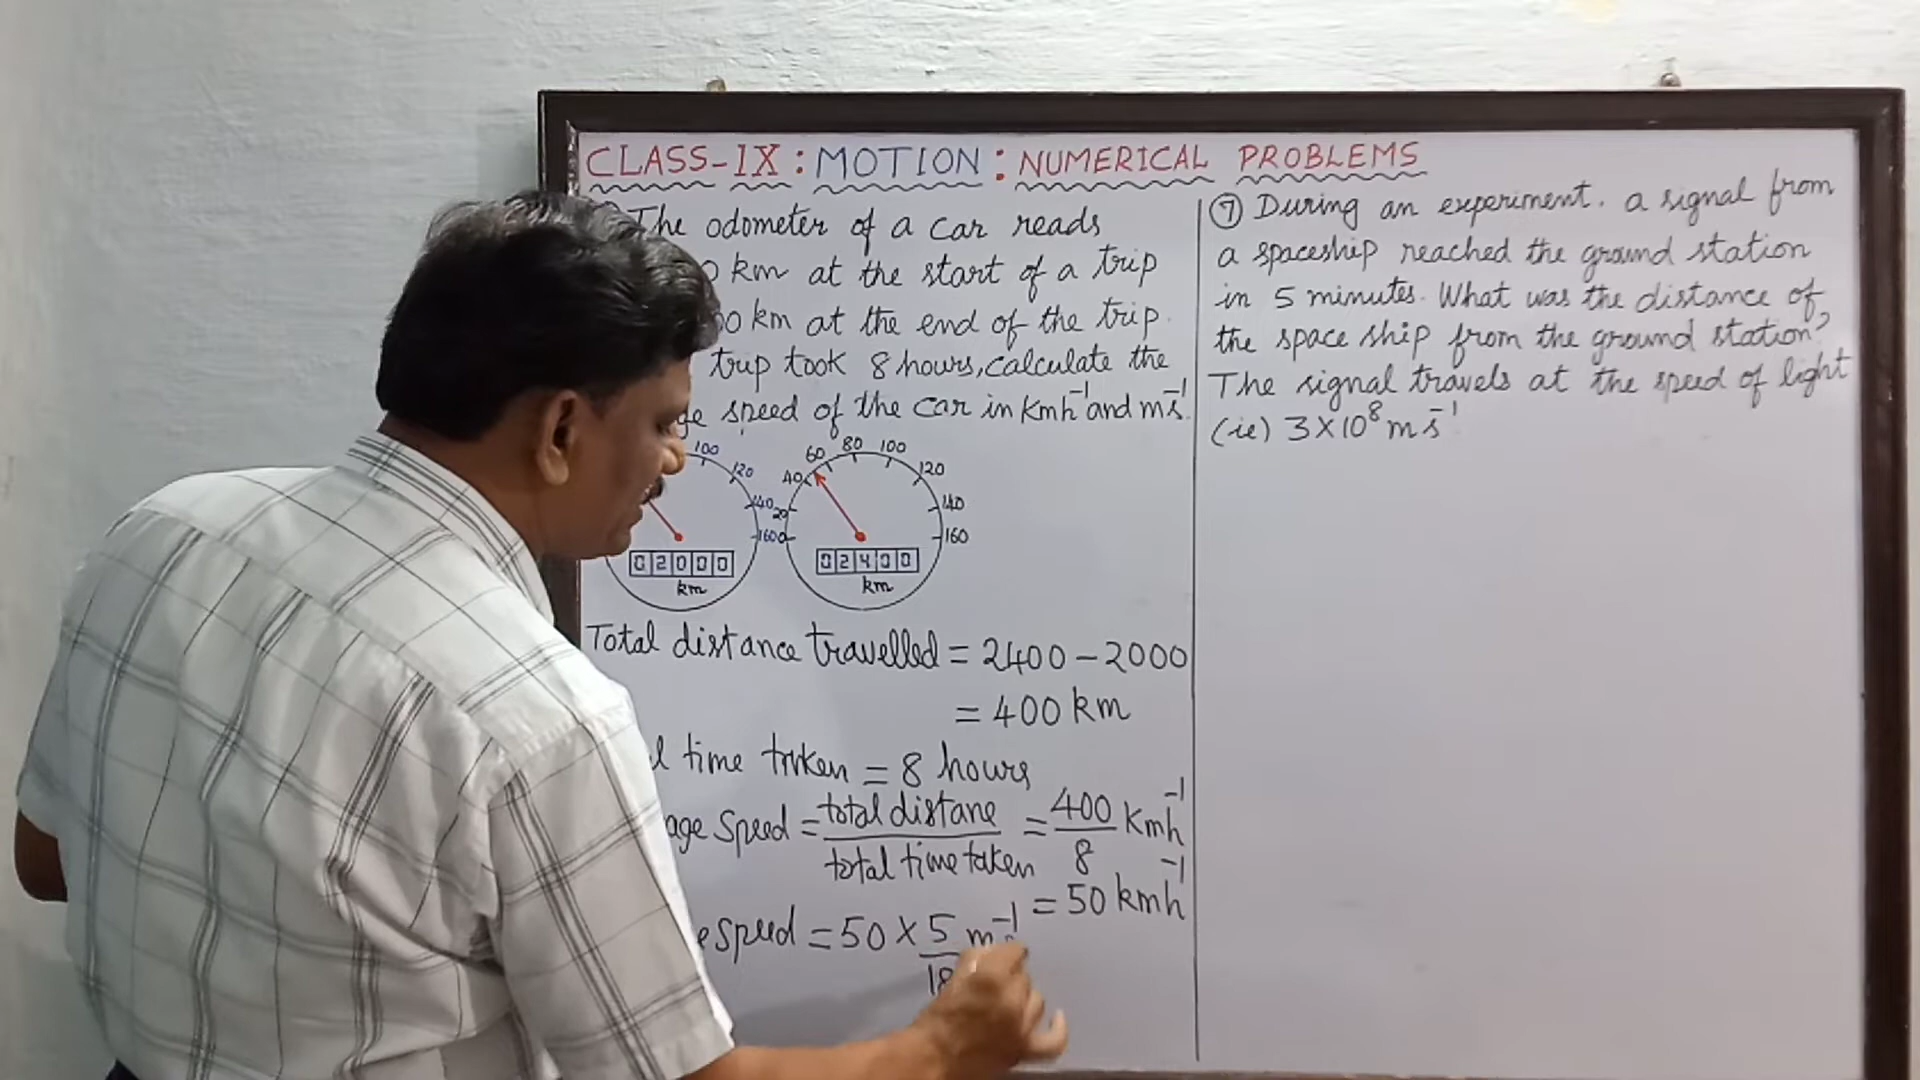 CLASS-IX: MOTION: NUMERICAL PROBLEMS
The odometer of a car reads
0 km at the start of a trip
00 km at the end of the trip.
trip took 8 hours, calculate the
ge speed of the car in kmh⁻¹ and ms⁻¹.
100
120
140
160
02000
km
0
20
40
60
80
100
120
140
160
02400
km
Total distance travelled = 2400 - 2000
= 400 km
l time taken = 8 hours
age speed = total distane / total time taken = 400/8 kmh⁻¹
= 50 kmh⁻¹
e speed = 50 × 5/18 m⁻¹
⑦ During an experiment. a signal from
a spaceship reached the ground station
in 5 minutes. What was the distance of
the space ship from the ground station?
The signal travels at the speed of light
(ie) 3×10⁸ ms⁻¹